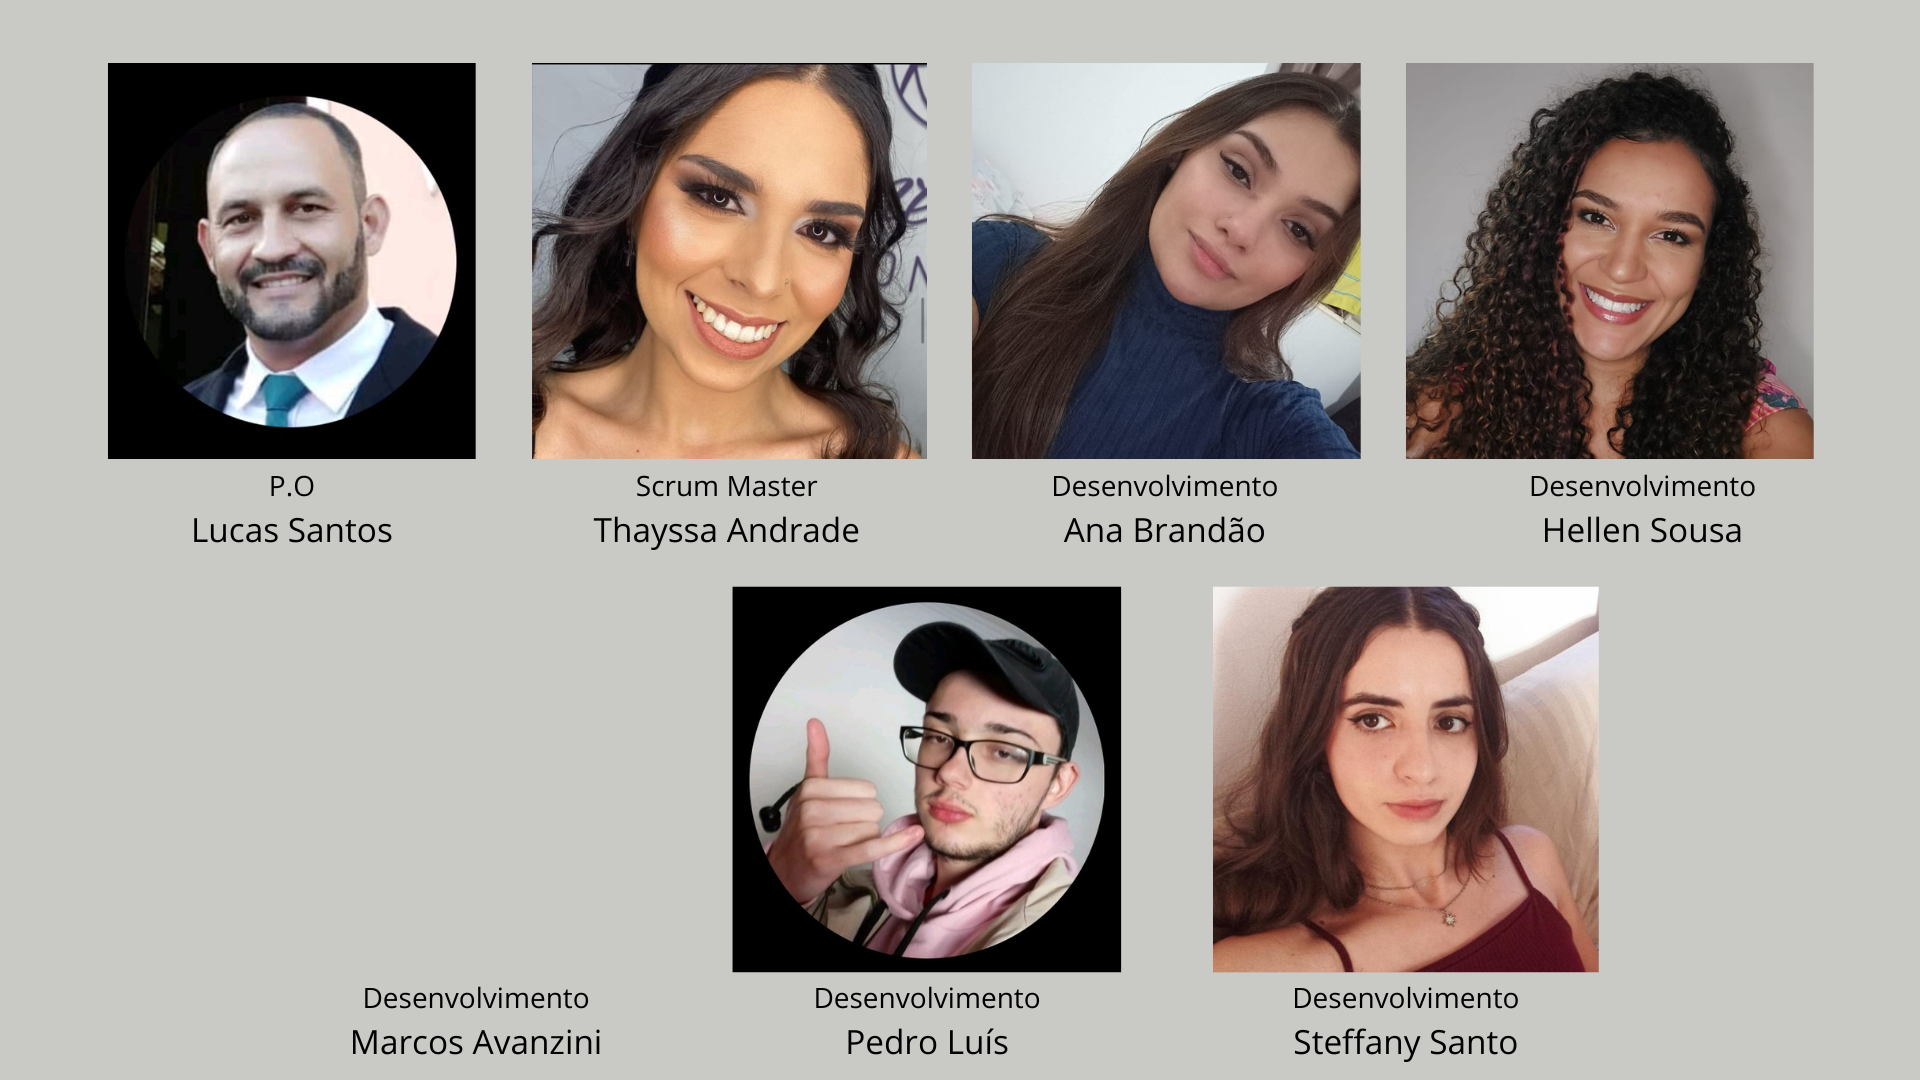 P.O
Lucas Santos
Scrum Master
Thayssa Andrade
Desenvolvimento
Ana Brandão
Desenvolvimento
Hellen Sousa
Desenvolvimento
Marcos Avanzini
Desenvolvimento
Pedro Luís
Desenvolvimento
Steffany Santo